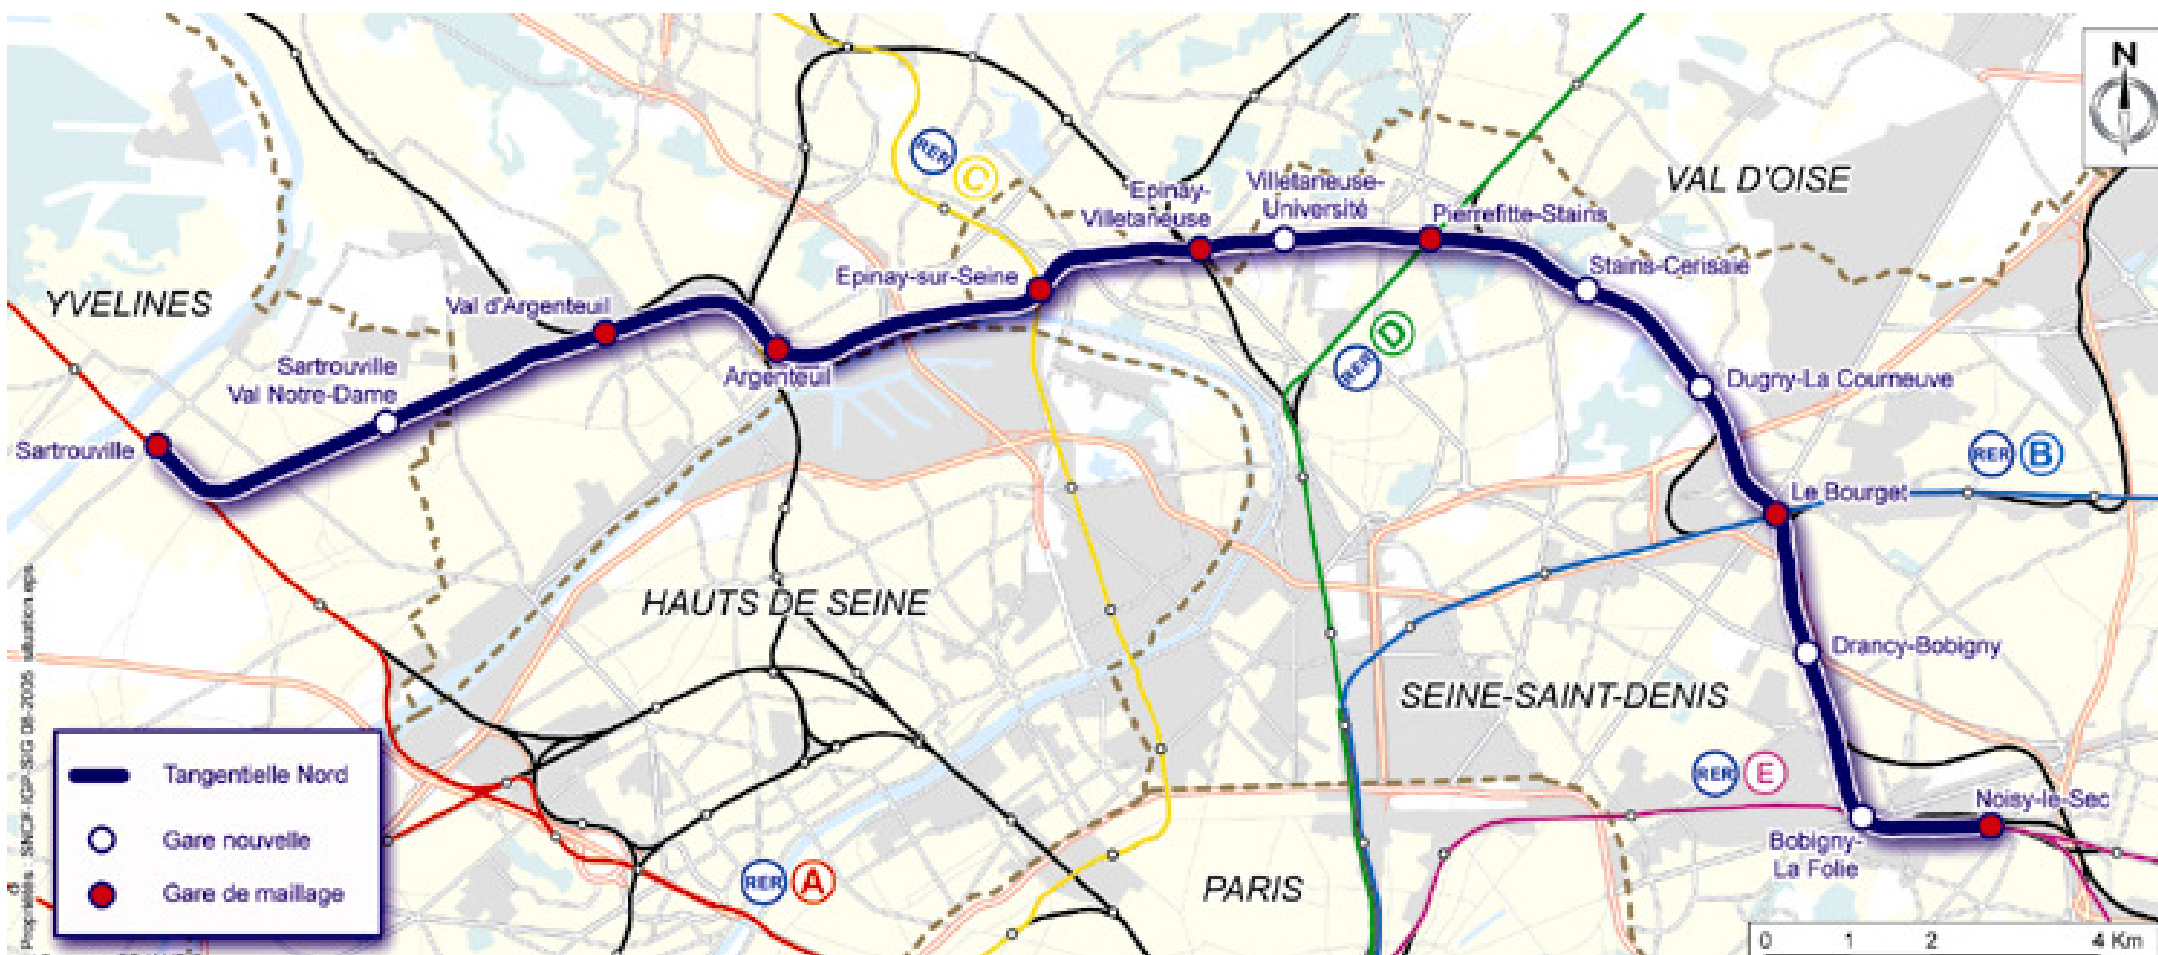 N
VAL D'OISE
RER
C
Epinay-
Villetaneuse
Villetaneuse-
Université
Pierrefitte-Stains
Epinay-sur-Seine
Stains-Cerisaie
YVELINES
Val d'Argenteuil
Sartrouville
Val Notre-Dame
Argenteuil
RER
D
Dugny-La Courneuve
Sartrouville
RER
B
Le Bourget
HAUTS DE SEINE
Drancy-Bobigny
SEINE-SAINT-DENIS
RER
E
Noisy-le-Sec
Bobigny-
La Folie
RER
A
PARIS
Tangentielle Nord
Gare nouvelle
Gare de maillage
0 1 2 4 Km